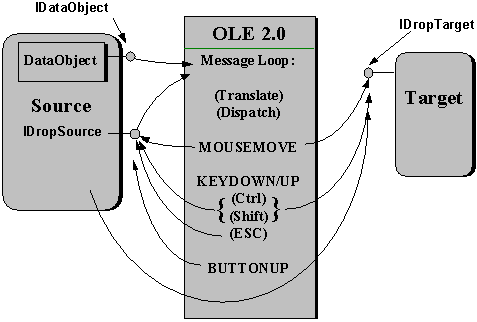 IDataObject
OLE 2.0
IDropTarget
DataObject
Message Loop:
Source
(Translate)
(Dispatch)
Target
IDropSource
MOUSEMOVE
KEYDOWN/UP
{ (Ctrl) }
(Shift)
(ESC)
BUTTONUP